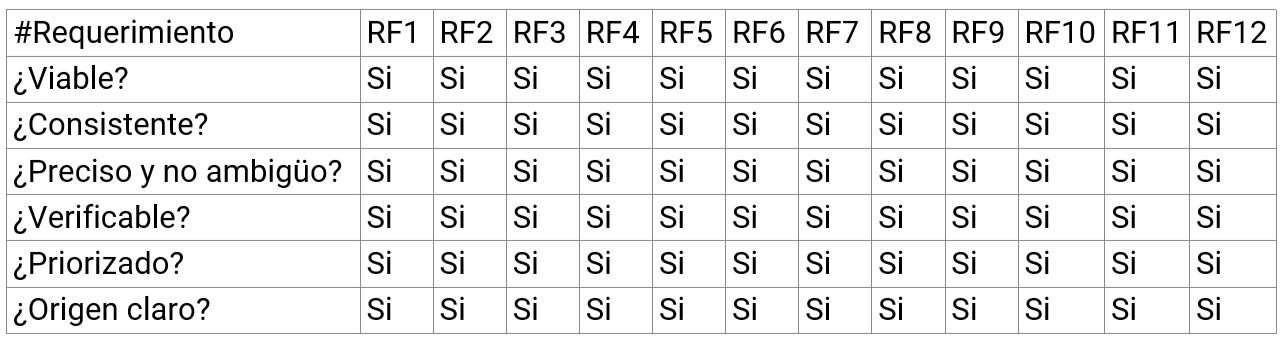 #Requerimiento RF1 RF2 RF3 RF4 RF5 RF6 RF7 RF8 RF9 RF10 RF11 RF12
¿Viable? Si Si Si Si Si Si Si Si Si Si Si Si
¿Consistente? Si Si Si Si Si Si Si Si Si Si Si Si
¿Preciso y no ambigüo? Si Si Si Si Si Si Si Si Si Si Si Si
¿Verificable? Si Si Si Si Si Si Si Si Si Si Si Si
¿Priorizado? Si Si Si Si Si Si Si Si Si Si Si Si
¿Origen claro? Si Si Si Si Si Si Si Si Si Si Si Si